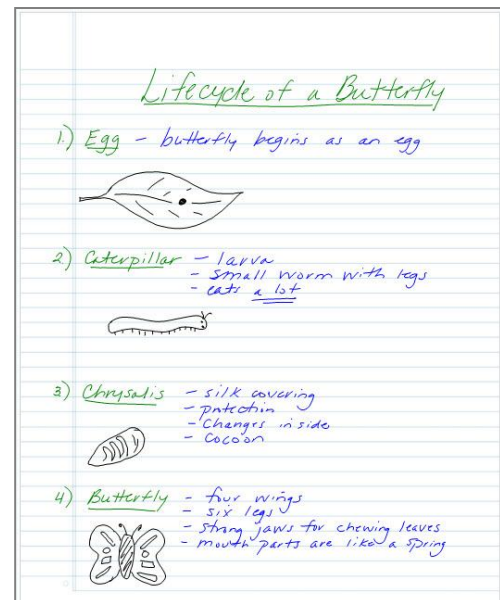 Lifecycle of a Butterfly
1.) Egg - butterfly begins as an egg
2.) Caterpillar - larva
- small worm with legs
- eats a lot
3) Chrysalis - silk covering
- protection
- Changes inside
- Cocoon
4) Butterfly - four wings
- six legs
- strong jaws for chewing leaves
- mouth parts are like a spring